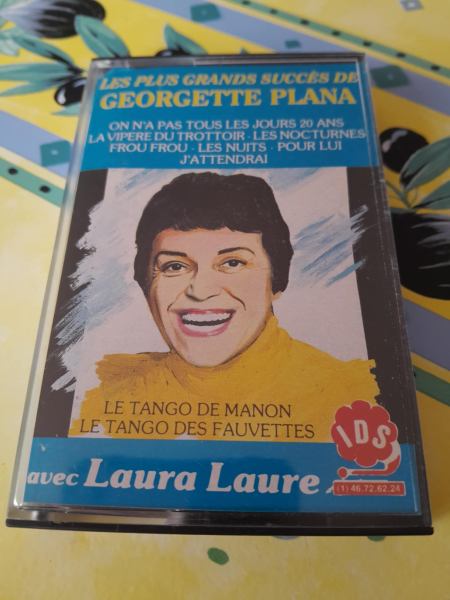 LES PLUS GRANDS SUCCÈS DE
GEORGETTE PLANA
ON N'A PAS TOUS LES JOURS 20 ANS
LA VIPERE DU TROTTOIR · LES NOCTURNES
FROU FROU · LES NUITS · POUR LUI
J'ATTENDRAI
LE TANGO DE MANON
LE TANGO DES FAUVETTES
IDS
(1) 46.72.62.24
avec Laura Laure